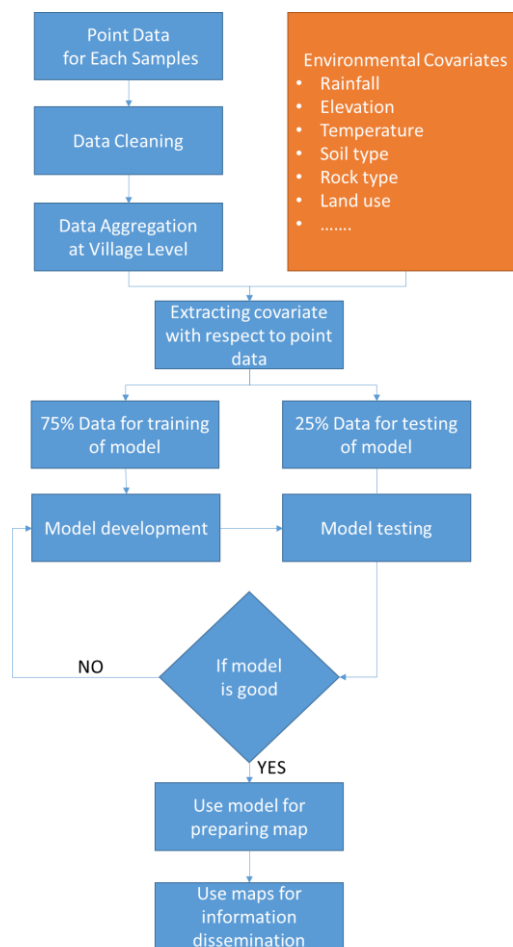 Point Data
for Each Samples
Data Cleaning
Data Aggregation
at Village Level
Environmental Covariates
• Rainfall
• Elevation
• Temperature
• Soil type
• Rock type
• Land use
• .......
Extracting covariate
with respect to point
data
75% Data for training
of model
25% Data for testing
of model
Model development
Model testing
If model
is good
NO
YES
Use model for
preparing map
Use maps for
information
dissemination